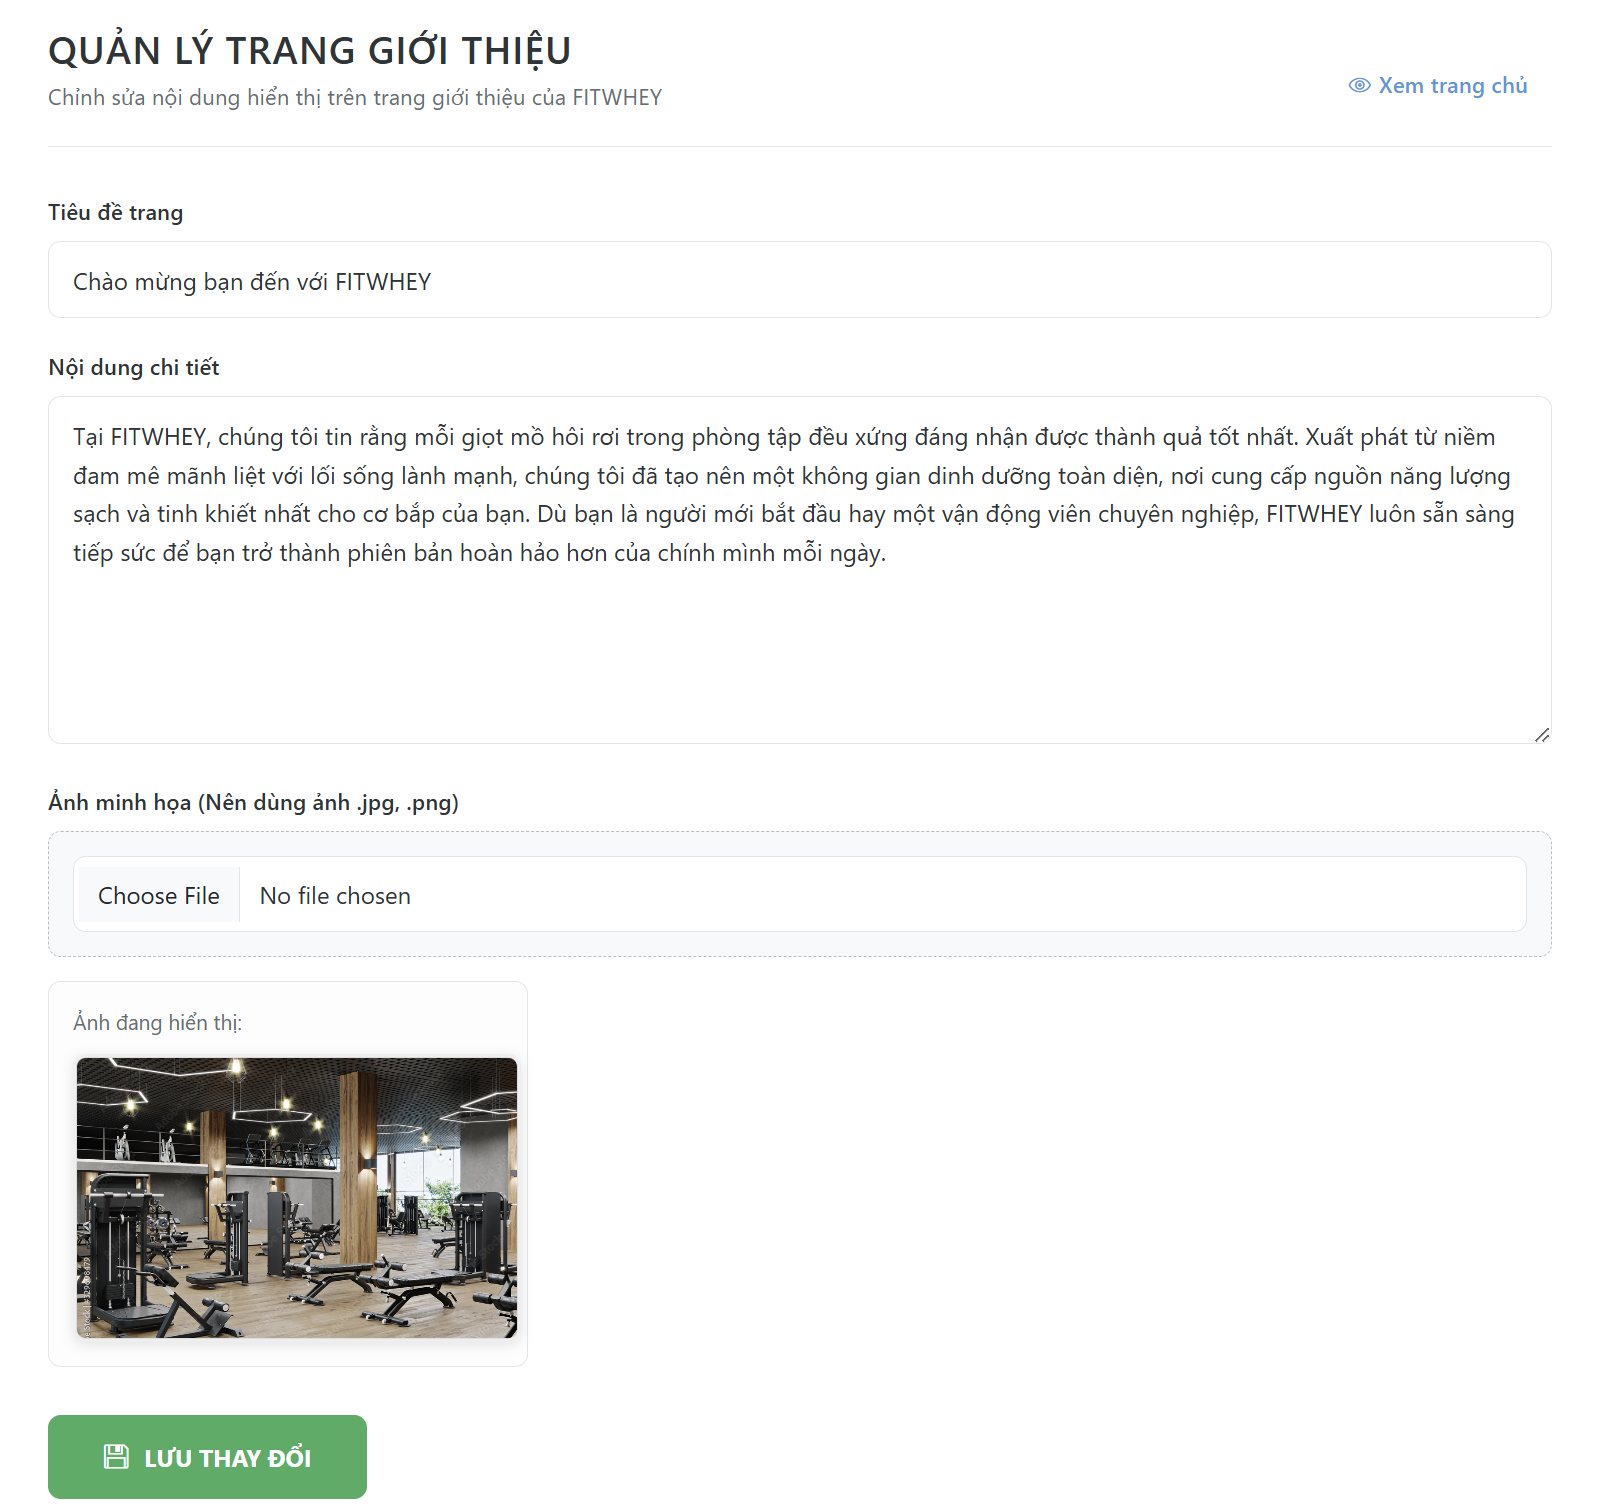 QUẢN LÝ TRANG GIỚI THIỆU
Chỉnh sửa nội dung hiển thị trên trang giới thiệu của FITWHEY
Xem trang chủ
Tiêu đề trang
Chào mừng bạn đến với FITWHEY
Nội dung chi tiết
Tại FITWHEY, chúng tôi tin rằng mỗi giọt mồ hôi rơi trong phòng tập đều xứng đáng nhận được thành quả tốt nhất. Xuất phát từ niềm
đam mê mãnh liệt với lối sống lành mạnh, chúng tôi đã tạo nên một không gian dinh dưỡng toàn diện, nơi cung cấp nguồn năng lượng
sạch và tinh khiết nhất cho cơ bắp của bạn. Dù bạn là người mới bắt đầu hay một vận động viên chuyên nghiệp, FITWHEY luôn sẵn sàng
tiếp sức để bạn trở thành phiên bản hoàn hảo hơn của chính mình mỗi ngày.
Ảnh minh họa (Nên dùng ảnh .jpg, .png)
Choose File
No file chosen
Ảnh đang hiển thị:
LƯU THAY ĐỔI